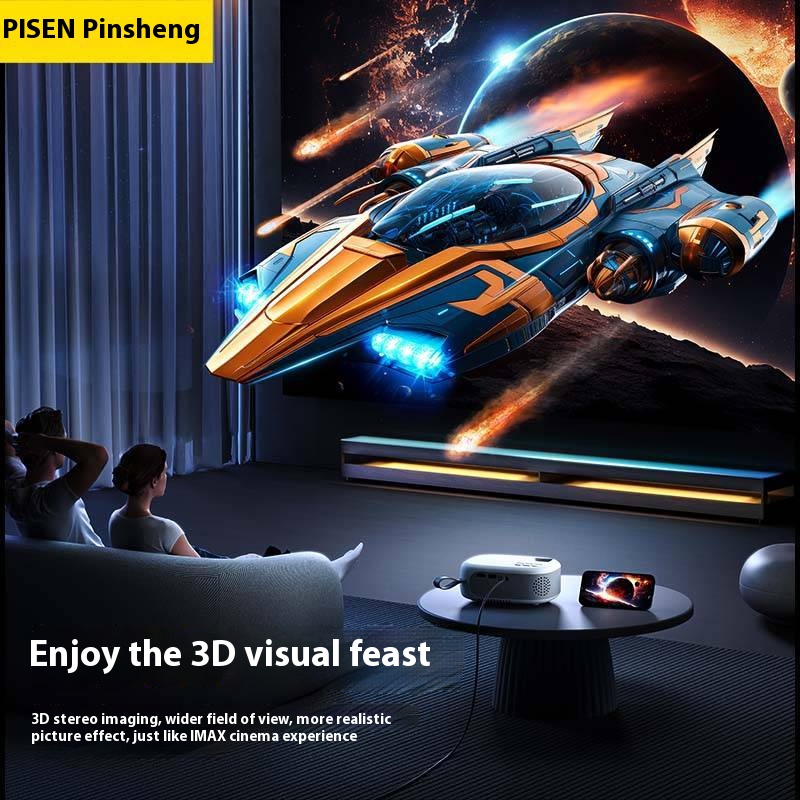 PISEN Pinsheng
Enjoy the 3D visual feast
3D stereo imaging, wider field of view, more realistic
picture effect, just like IMAX cinema experience